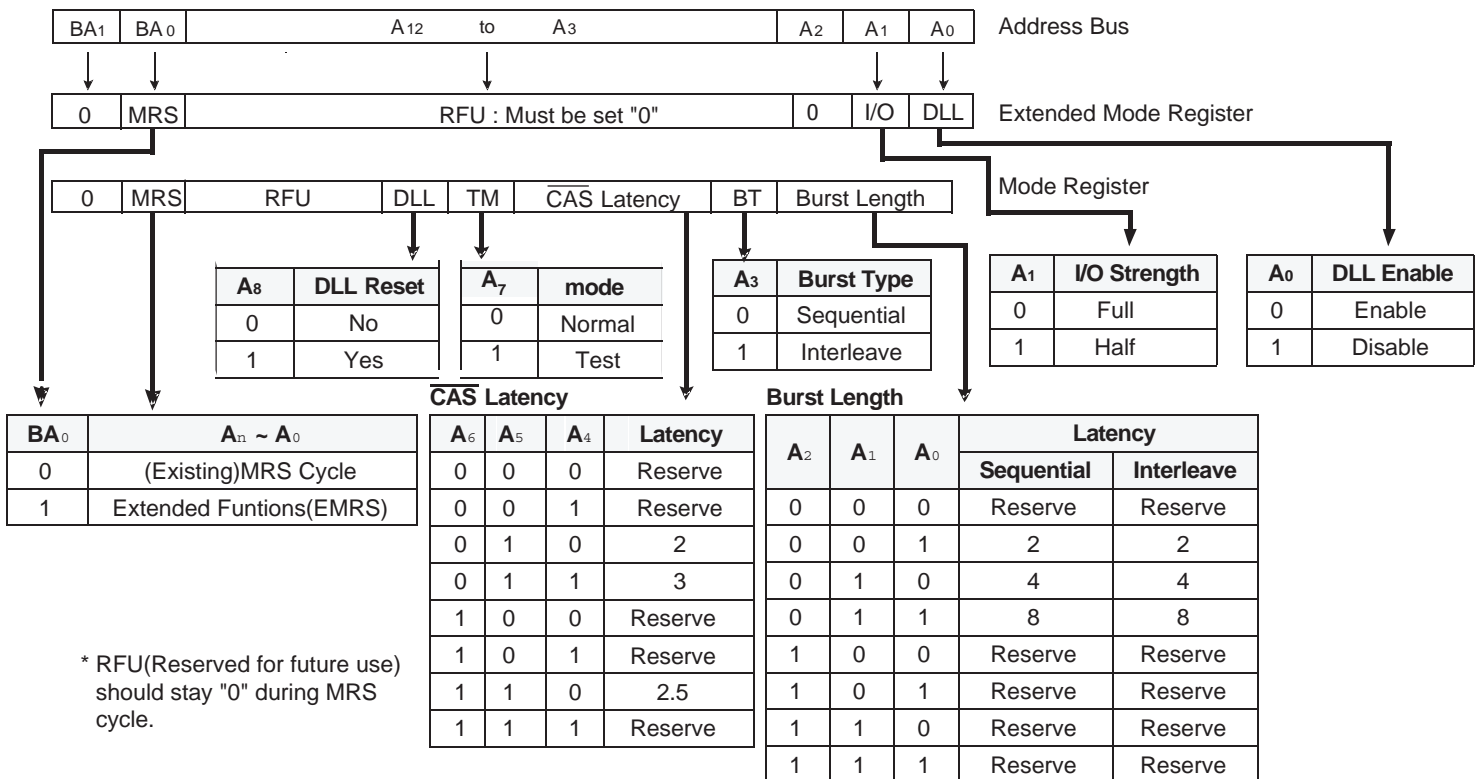 BA1 BA0 A12 to A3 A2 A1 A0 Address Bus
0 MRS RFU : Must be set "0" 0 I/O DLL Extended Mode Register
0 MRS RFU DLL TM CAS Latency BT Burst Length Mode Register
A8 DLL Reset
0 No
1 Yes
A7 mode
0 Normal
1 Test
A3 Burst Type
0 Sequential
1 Interleave
A1 I/O Strength
0 Full
1 Half
A0 DLL Enable
0 Enable
1 Disable
BA0 An ~ A0
0 (Existing)MRS Cycle
1 Extended Funtions(EMRS)
* RFU(Reserved for future use)
should stay "0" during MRS
cycle.
CAS Latency
A6 A5 A4 Latency
0 0 0 Reserve
0 0 1 Reserve
0 1 0 2
0 1 1 3
1 0 0 Reserve
1 0 1 Reserve
1 1 0 2.5
1 1 1 Reserve
Burst Length
A2 A1 A0 Latency
Sequential Interleave
0 0 0 Reserve Reserve
0 0 1 2 2
0 1 0 4 4
0 1 1 8 8
1 0 0 Reserve Reserve
1 0 1 Reserve Reserve
1 1 0 Reserve Reserve
1 1 1 Reserve Reserve